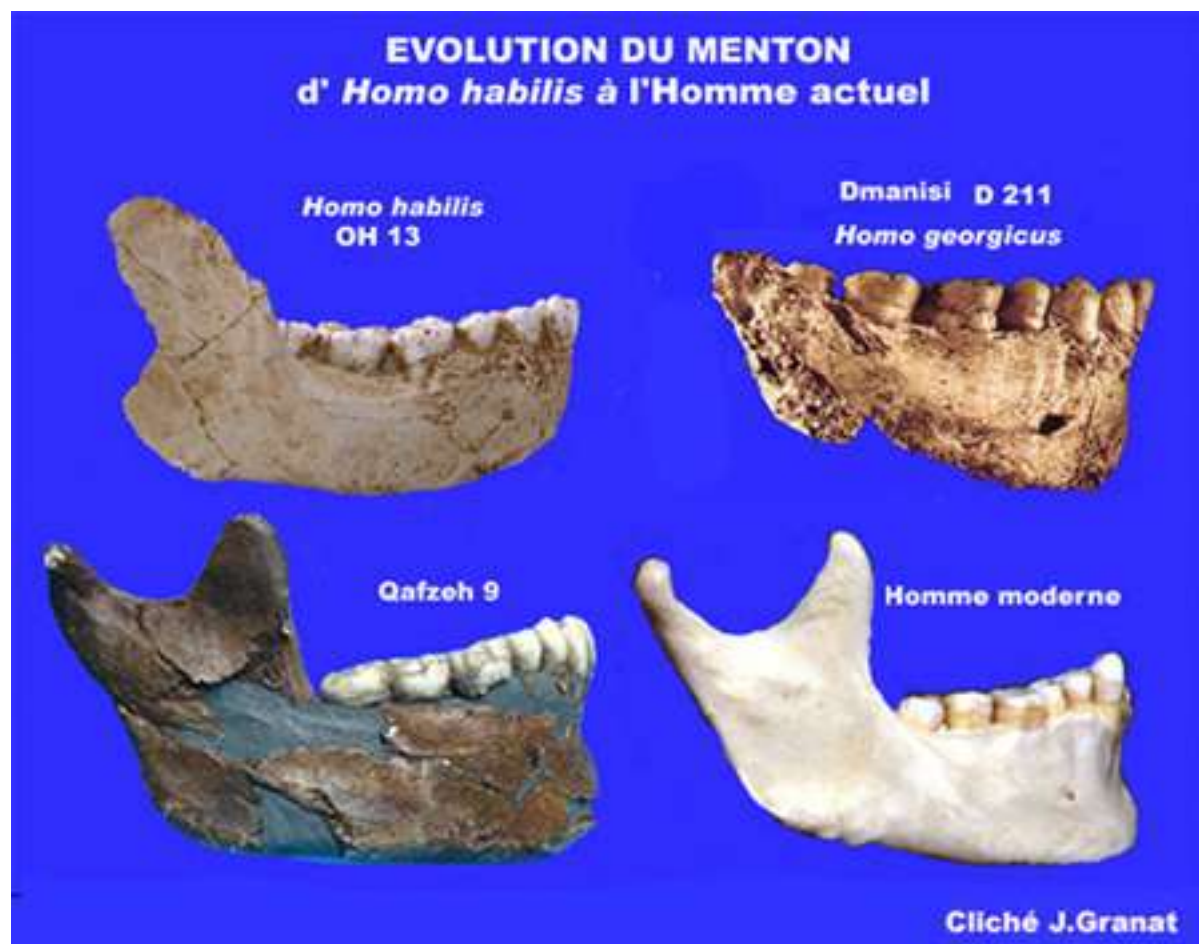 EVOLUTION DU MENTON
d' Homo habilis à l'Homme actuel
Homo habilis
OH 13
Dmanisi D 211
Homo georgicus
Qafzeh 9
Homme moderne
Cliché J.Granat